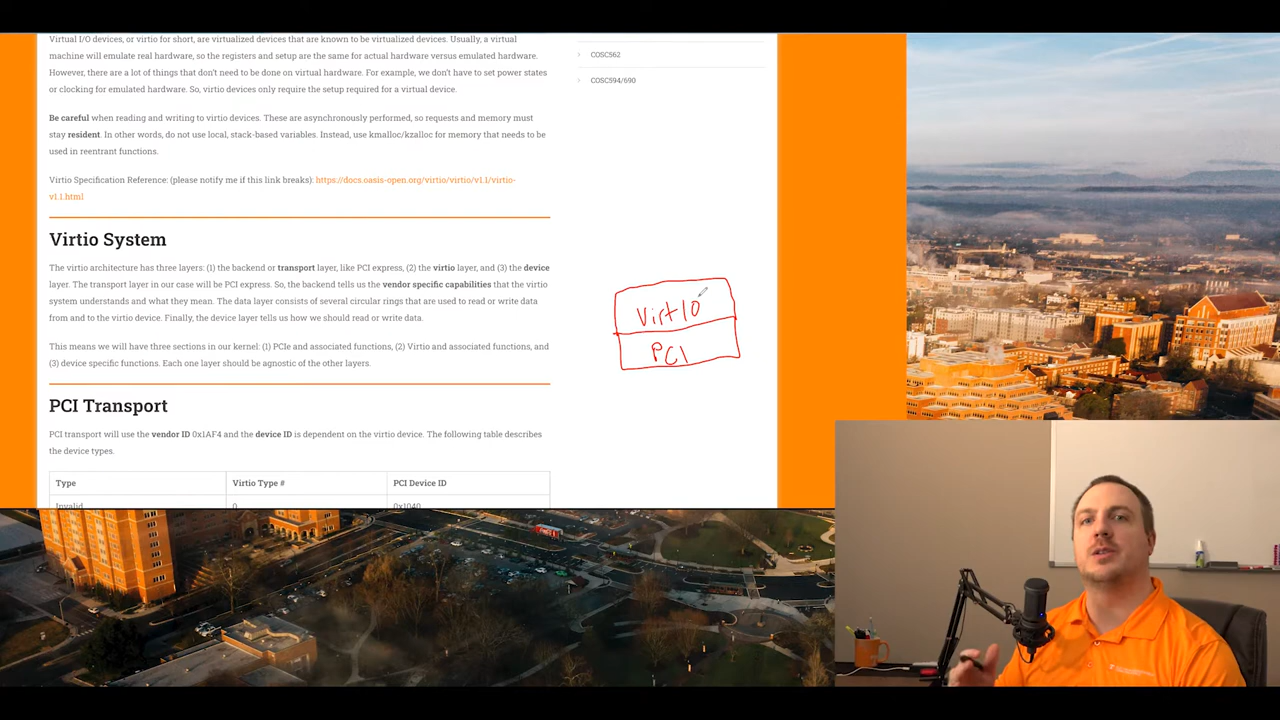 Virtual I/O devices, or virtio for short, are virtualized devices that are known to be virtualized devices. Usually, a virtual
machine will emulate real hardware, so the registers and setup are the same for actual hardware versus emulated hardware.
However, there are a lot of things that don't need to be done on virtual hardware. For example, we don't have to set power states
or clocking for emulated hardware. So, virtio devices only require the setup required for a virtual device.
Be careful when reading and writing to virtio devices. These are asynchronously performed, so requests and memory must
stay resident. In other words, do not use local, stack-based variables. Instead, use kmalloc/kzalloc for memory that needs to be
used in reentrant functions.
Virtio Specification Reference: (please notify me if this link breaks): https://docs.oasis-open.org/virtio/virtio/v1.1/virtio-
v1.1.html
Virtio System
The virtio architecture has three layers: (1) the backend or transport layer, like PCI express, (2) the virtio layer, and (3) the device
layer. The transport layer in our case will be PCI express. So, the backend tells us the vendor specific capabilities that the virtio
system understands and what they mean. The data layer consists of several circular rings that are used to read or write data
from and to the virtio device. Finally, the device layer tells us how we should read or write data.
This means we will have three sections in our kernel: (1) PCIe and associated functions, (2) Virtio and associated functions, and
(3) device specific functions. Each one layer should be agnostic of the other layers.
PCI Transport
PCI transport will use the vendor ID 0x1AF4 and the device ID is dependent on the virtio device. The following table describes
the device types.
Type Virtio Type # PCI Device ID
Invalid 0 0x1040
COSC562
COSC594/690
VirtIO
PCI